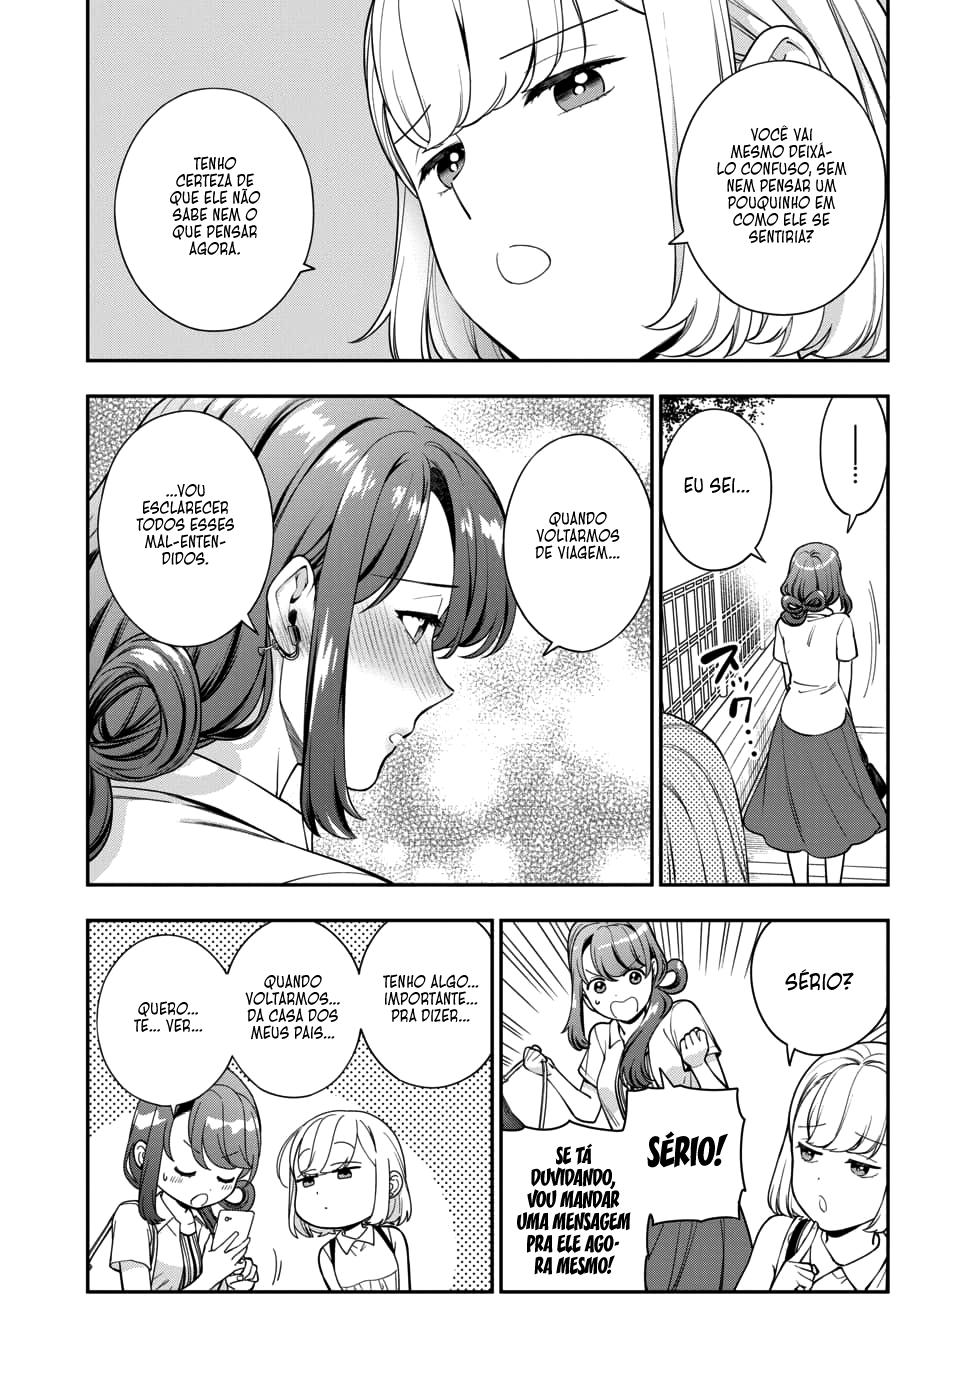 VOCÊ VAI
MESMO DEIXÁ-
LO CONFUSO, SEM
NEM PENSAR UM
POUQUINHO EM
COMO ELE SE
SENTIRIA?
TENHO
CERTEZA DE
QUE ELE NÃO
SABE NEM O
QUE PENSAR
AGORA.
!...
EU SEI...
スッ
ク...
QUANDO
VOLTARMOS
DE VIAGEM...
...VOU
ESCLARECER
TODOS ESSES
MAL-ENTEN-
DIDOS.
SÉRIO?
SÉRIO!
SE TÁ
DUVIDANDO,
VOU MANDAR
UMA MENSAGEM
PRA ELE AGO-
RA MESMO!
TENHO ALGO...
IMPORTANTE...
PRA DIZER...
QUANDO
VOLTARMOS...
DA CASA DOS
MEUS PAIS...
QUERO...
TE... VER...